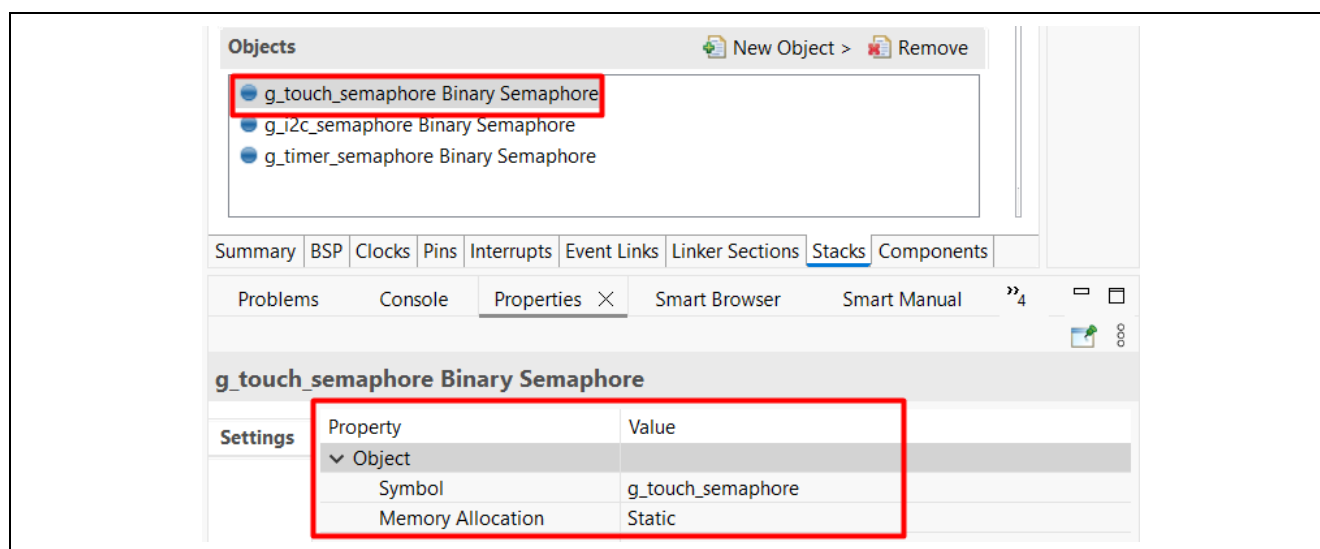 Objects New Object > Remove
g_touch_semaphore Binary Semaphore
g_i2c_semaphore Binary Semaphore
g_timer_semaphore Binary Semaphore
Summary BSP Clocks Pins Interrupts Event Links Linker Sections Stacks Components
Problems Console Properties Smart Browser Smart Manual »4
g_touch_semaphore Binary Semaphore
Settings
Property Value
Object
Symbol g_touch_semaphore
Memory Allocation Static